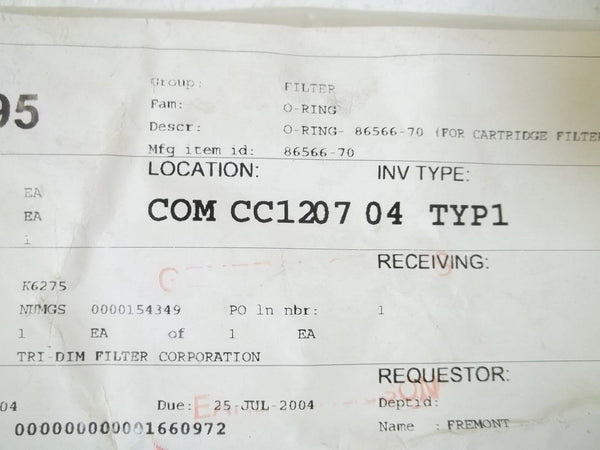 95
Group: FILTER
Fam: O-RING
Descr: O-RING- 86566-70 (FOR CARTRIDGE FILTE
Mfg item id: 86566-70
LOCATION: INV TYPE:
EA
EA
1
COM CC1207 04 TYP1
RECEIVING:
K6275
NUMGS 0000154349 PO ln nbr: 1
1 EA of 1 EA
TRI-DIM FILTER CORPORATION
REQUESTOR:
04 Due: 25-JUL-2004 Deptid:
000000000001660972 Name : FREMONT